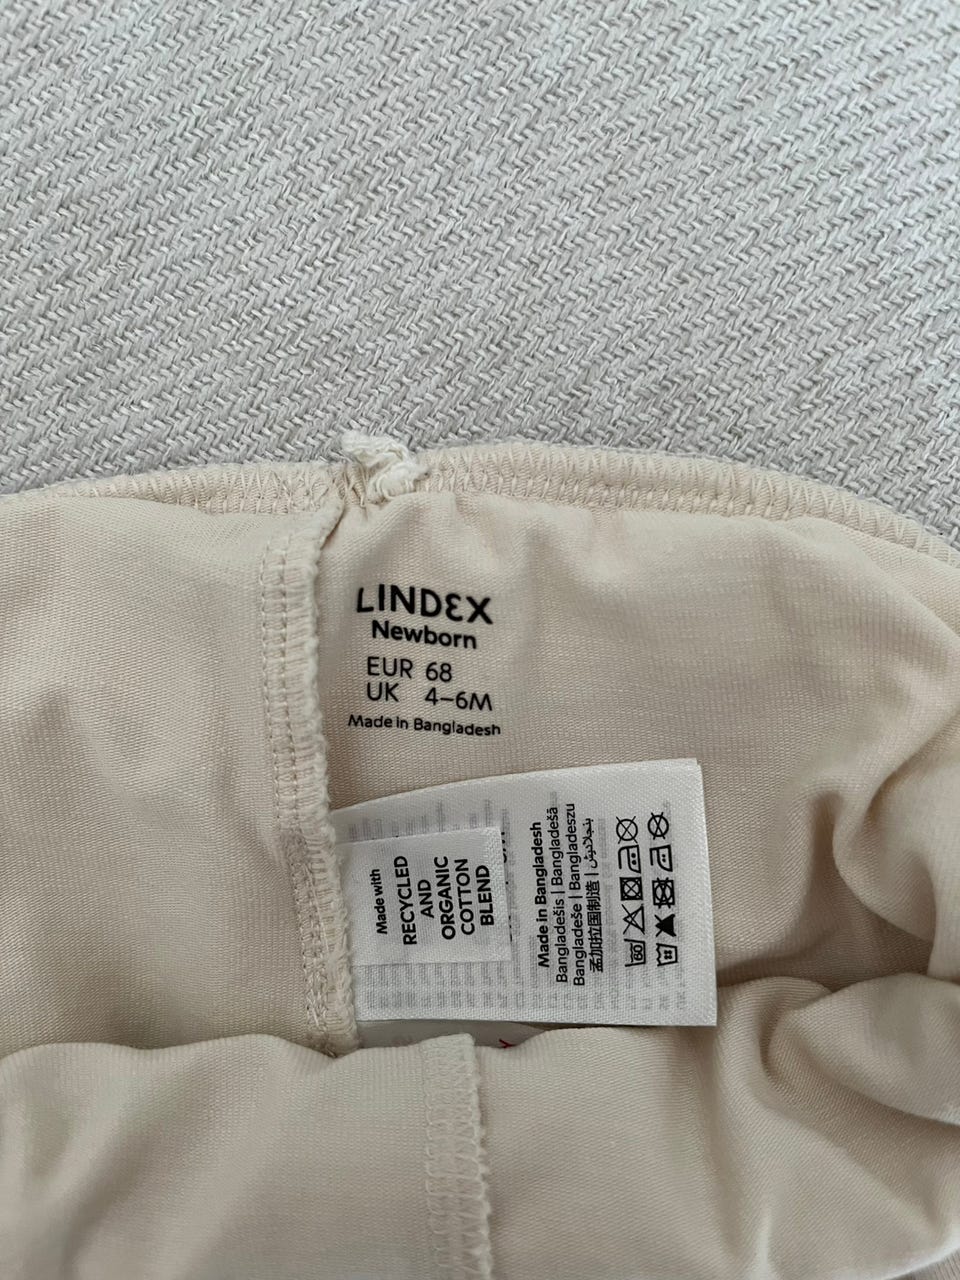 LINDEX
Newborn
EUR 68
UK 4–6M
Made in Bangladesh
Made with
RECYCLED
AND
ORGANIC
COTTON
BLEND
Made in Bangladesh
Bangladešis | Bangladešā
Bangladeše | Bangladeszu
孟加拉国制造 | بنجلاديش
60